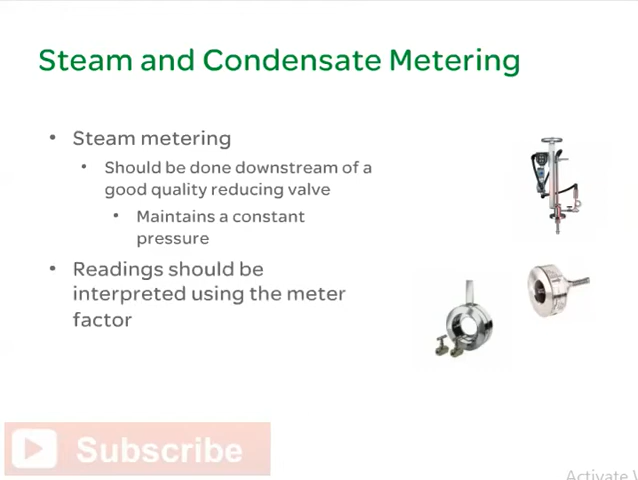 Steam and Condensate Metering
• Steam metering
• Should be done downstream of a
good quality reducing valve
• Maintains a constant
pressure
• Readings should be
interpreted using the meter
factor
Subscribe
Activate